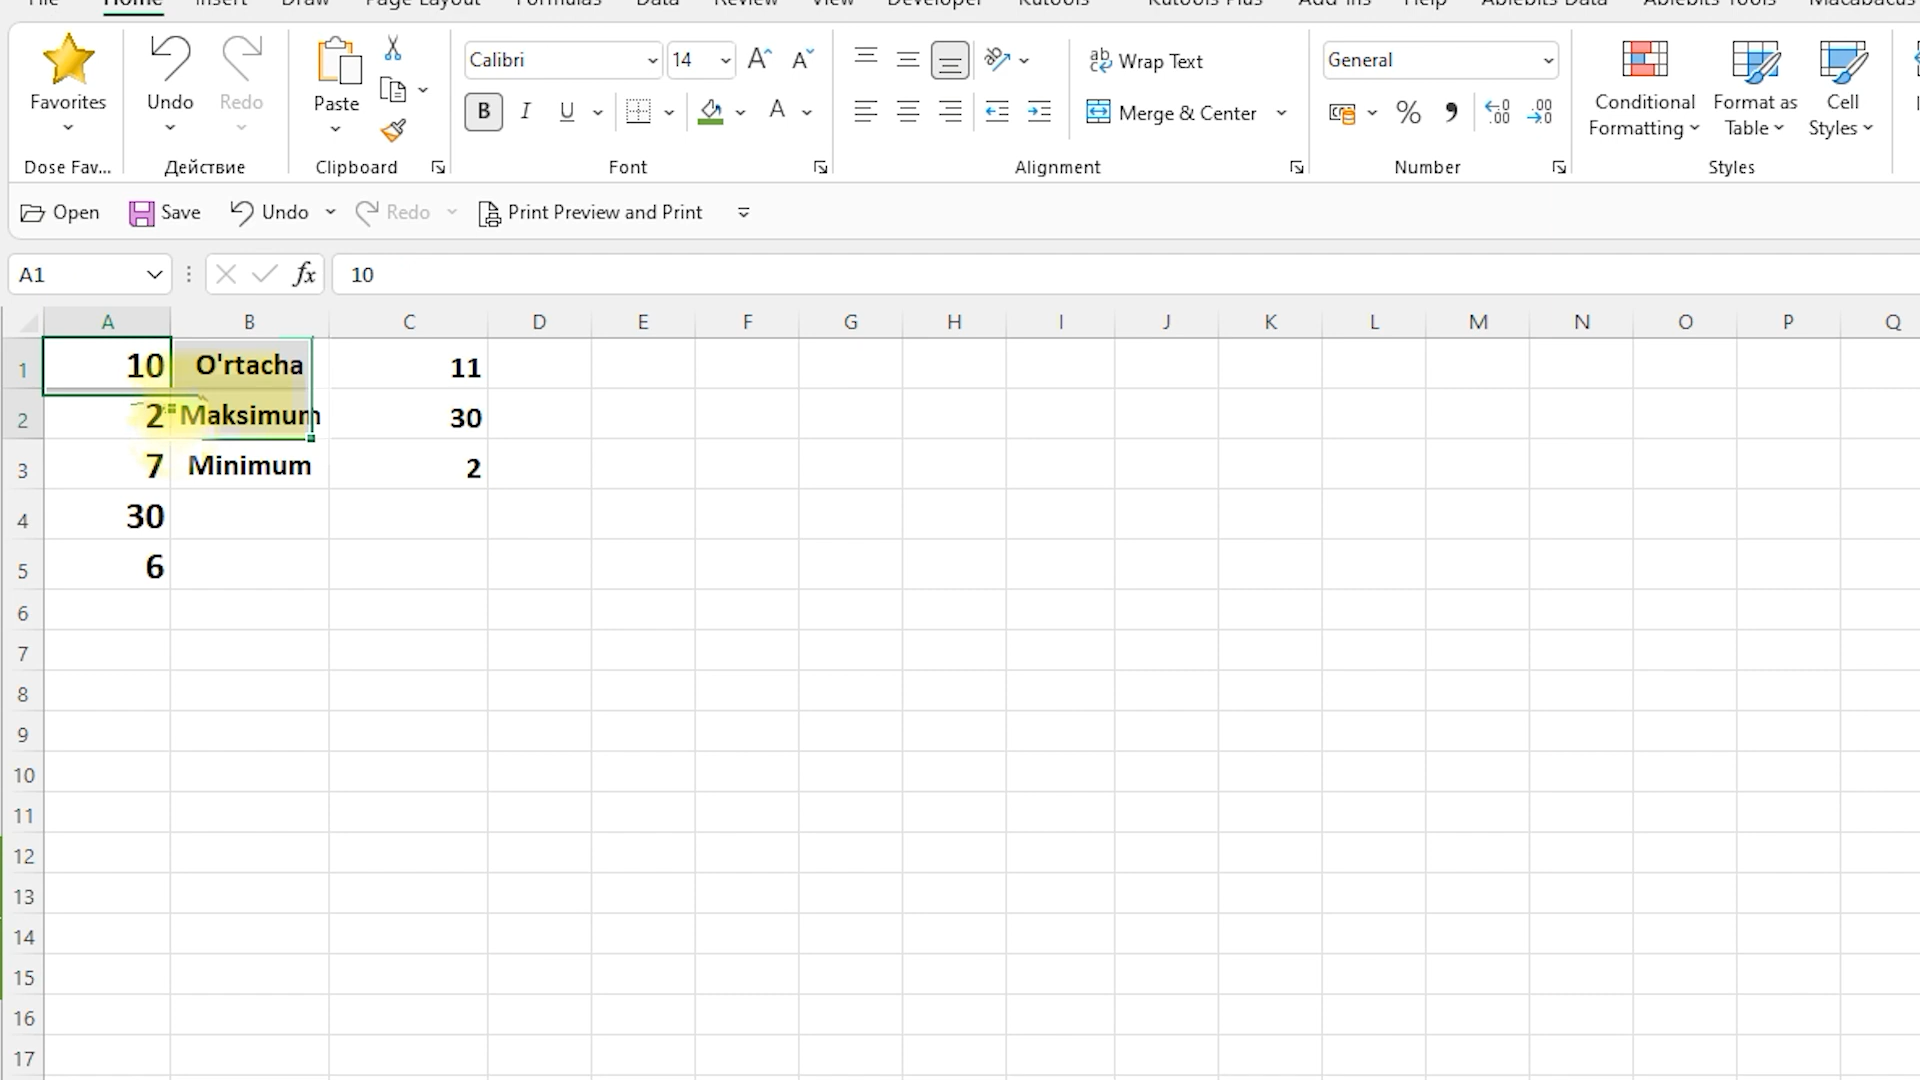 File Home Insert Draw Page Layout Formulas Data Review View Developer Kutools Kutools Plus Add-ins Help Ablebits Data Ablebits Tools Macabacus
Favorites Undo Redo Paste Calibri 14 Wrap Text General Conditional Formatting Format as Table Cell Styles
B I U A Merge & Center %
Dose Fav... Действие Clipboard Font Alignment Number Styles
Open Save Undo Redo Print Preview and Print
A1 fx 10
A B C D E F G H I J K L M N O P Q
1 10 O'rtacha 11
2 2 Maksimum 30
3 7 Minimum 2
4 30
5 6
6
7
8
9
10
11
12
13
14
15
16
17